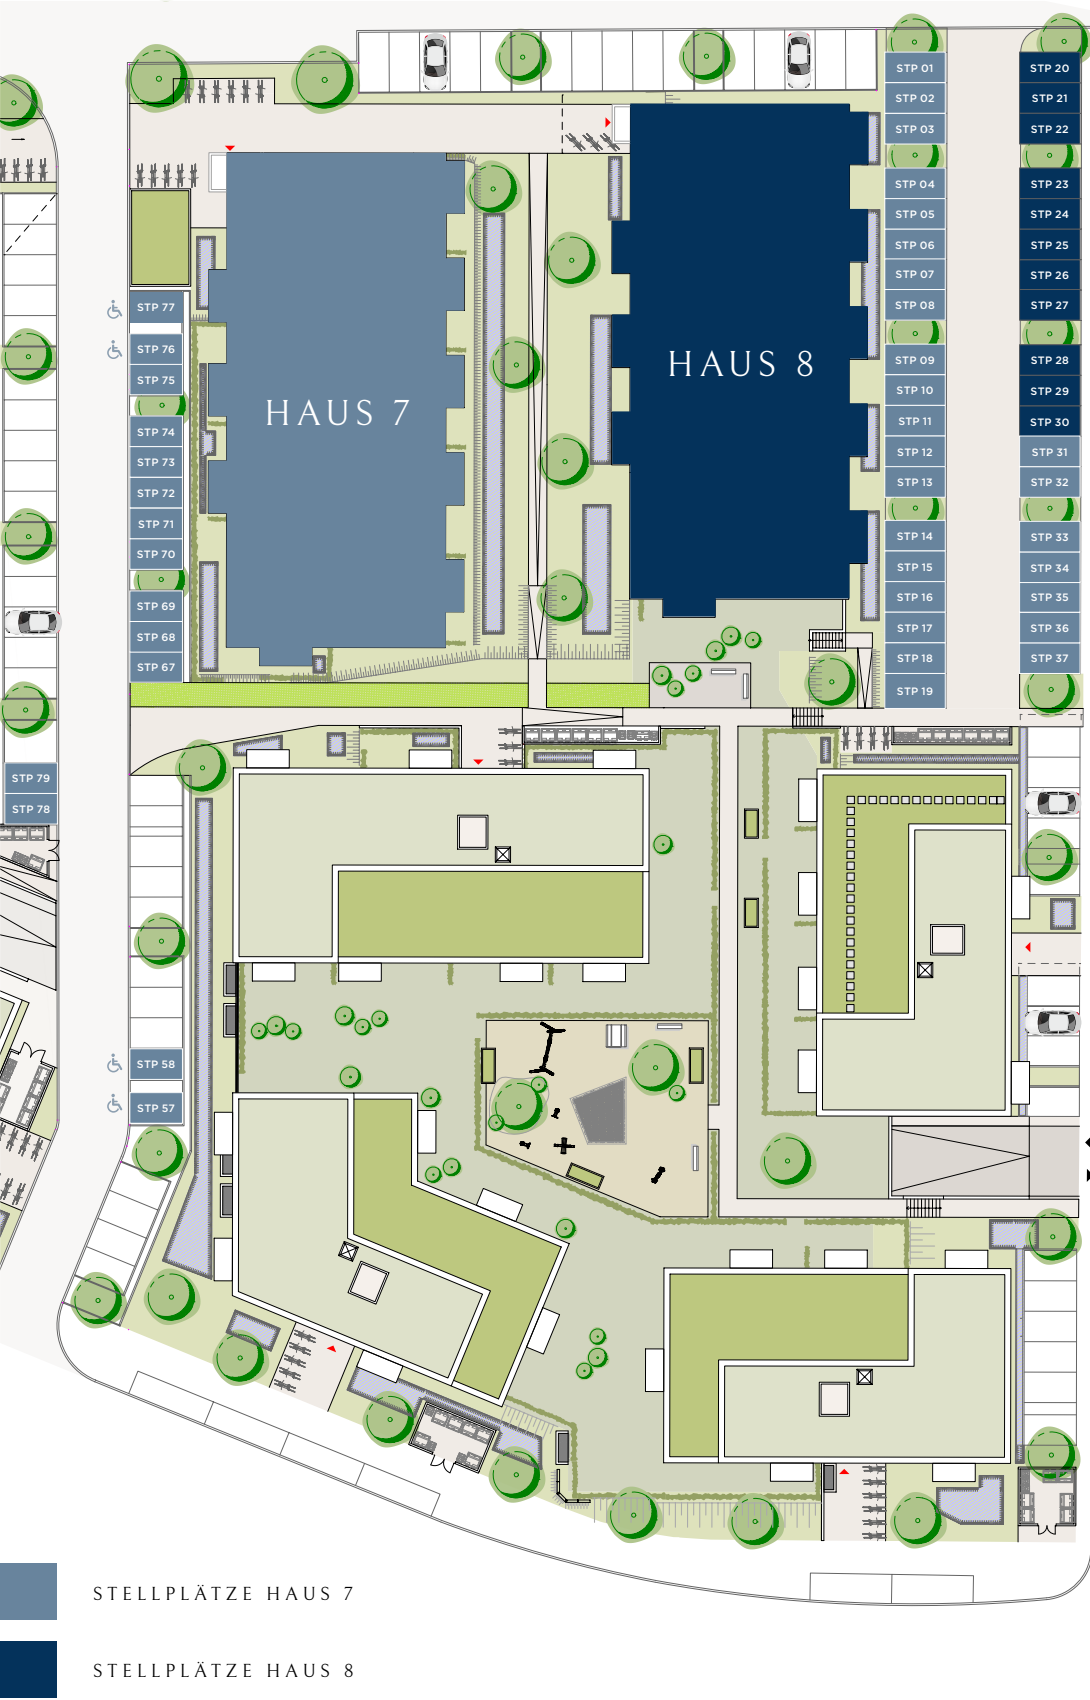 STP 01
STP 02
STP 03
STP 04
STP 05
STP 06
STP 07
STP 08
STP 09
STP 10
STP 11
STP 12
STP 13
STP 14
STP 15
STP 16
STP 17
STP 18
STP 19
STP 20
STP 21
STP 22
STP 23
STP 24
STP 25
STP 26
STP 27
STP 28
STP 29
STP 30
STP 31
STP 32
STP 33
STP 34
STP 35
STP 36
STP 37
STP 77
STP 76
STP 75
STP 74
STP 73
STP 72
STP 71
STP 70
STP 69
STP 68
STP 67
HAUS 7
HAUS 8
STP 79
STP 78
STP 58
STP 57
STELLPLÄTZE HAUS 7
STELLPLÄTZE HAUS 8